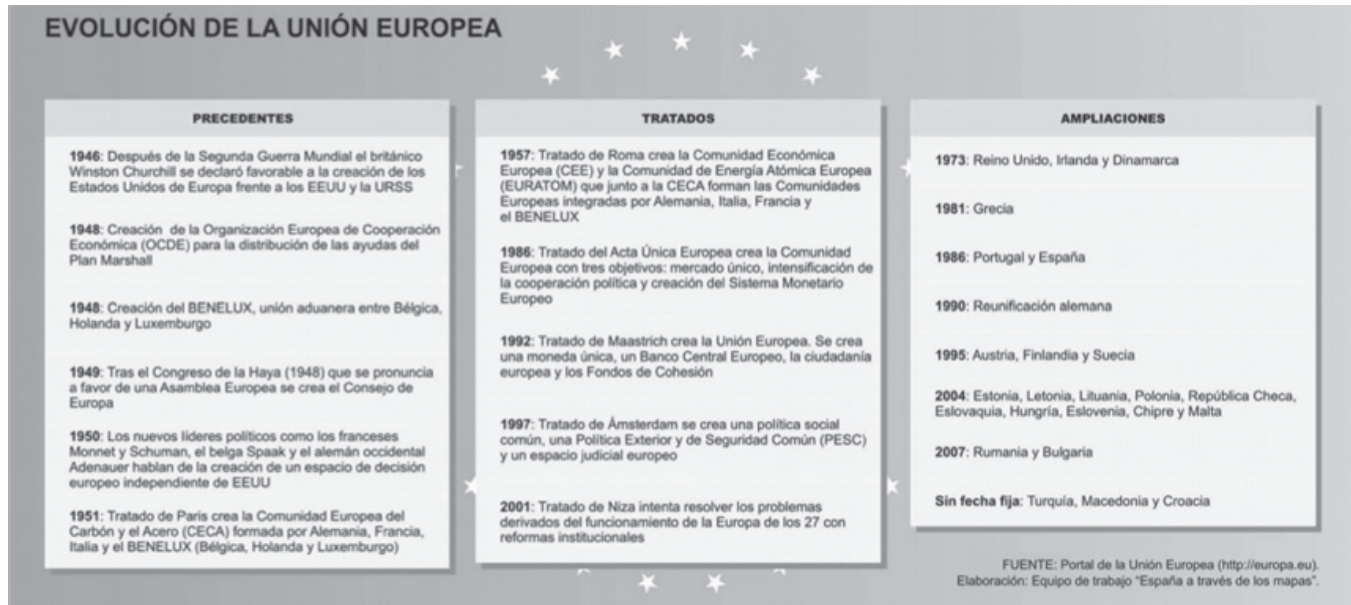 EVOLUCIÓN DE LA UNIÓN EUROPEA
PRECEDENTES
1946: Después de la Segunda Guerra Mundial el británico
Winston Churchill se declaró favorable a la creación de los
Estados Unidos de Europa frente a los EEUU y la URSS
1948: Creación de la Organización Europea de Cooperación
Económica (OCDE) para la distribución de las ayudas del
Plan Marshall
1948: Creación del BENELUX, unión aduanera entre Bélgica,
Holanda y Luxemburgo
1949: Tras el Congreso de la Haya (1948) que se pronuncia
a favor de una Asamblea Europea se crea el Consejo de
Europa
1950: Los nuevos líderes políticos como los franceses
Monnet y Schuman, el belga Spaak y el alemán occidental
Adenauer hablan de la creación de un espacio de decisión
europeo independiente de EEUU
1951: Tratado de Paris crea la Comunidad Europea del
Carbón y el Acero (CECA) formada por Alemania, Francia,
Italia y el BENELUX (Bélgica, Holanda y Luxemburgo)
TRATADOS
1957: Tratado de Roma crea la Comunidad Económica
Europea (CEE) y la Comunidad de Energía Atómica Europea
(EURATOM) que junto a la CECA forman las Comunidades
Europeas integradas por Alemania, Italia, Francia y
el BENELUX
1986: Tratado del Acta Única Europea crea la Comunidad
Europea con tres objetivos: mercado único, intensificación de
la cooperación política y creación del Sistema Monetario
Europeo
1992: Tratado de Maastrich crea la Unión Europea. Se crea
una moneda única, un Banco Central Europeo, la ciudadanía
europea y los Fondos de Cohesión
1997: Tratado de Ámsterdam se crea una política social
común, una Política Exterior y de Seguridad Común (PESC)
y un espacio judicial europeo
2001: Tratado de Niza intenta resolver los problemas
derivados del funcionamiento de la Europa de los 27 con
reformas institucionales
AMPLIACIONES
1973: Reino Unido, Irlanda y Dinamarca
1981: Grecia
1986: Portugal y España
1990: Reunificación alemana
1995: Austria, Finlandia y Suecia
2004: Estonia, Letonia, Lituania, Polonia, República Checa,
Eslovaquia, Hungría, Eslovenia, Chipre y Malta
2007: Rumania y Bulgaria
Sin fecha fija: Turquía, Macedonia y Croacia
FUENTE: Portal de la Unión Europea (http://europa.eu).
Elaboración: Equipo de trabajo "España a través de los mapas".